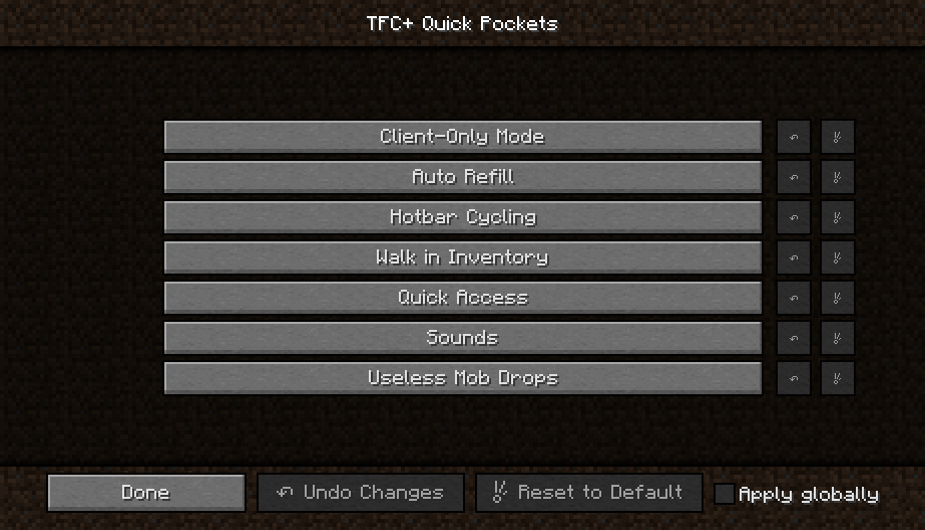 TFC+ Quick Pockets
Client-Only Mode
Auto Refill
Hotbar Cycling
Walk in Inventory
Quick Access
Sounds
Useless Mob Drops
Done
Undo Changes
Reset to Default
Apply globally